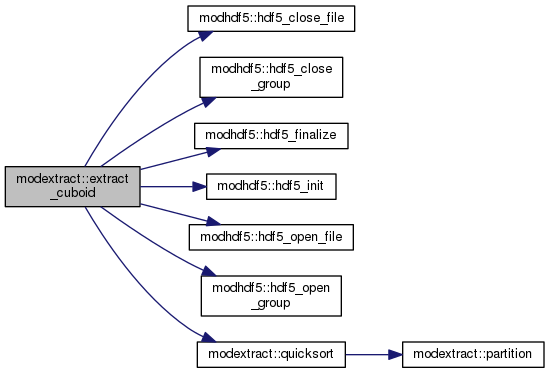 modhdf5::hdf5_close_file
modhdf5::hdf5_close
_group
modhdf5::hdf5_finalize
modextract::extract
_cuboid
modhdf5::hdf5_init
modhdf5::hdf5_open_file
modhdf5::hdf5_open
_group
modextract::quicksort
modextract::partition